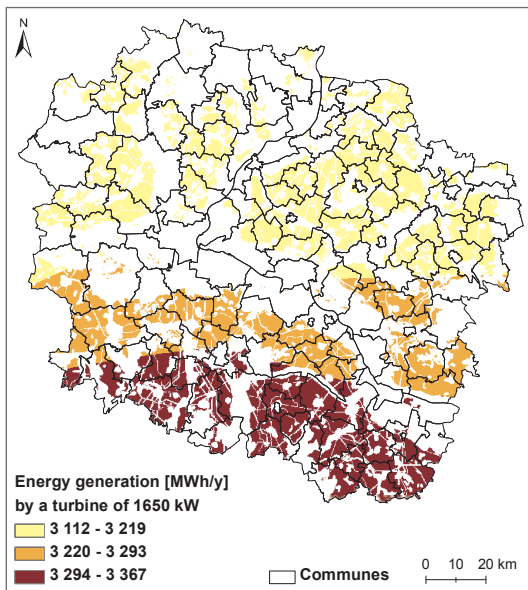 N
Energy generation [MWh/y]
by a turbine of 1650 kW
3 112 - 3 219
3 220 - 3 293
3 294 - 3 367
Communes
0 10 20 km